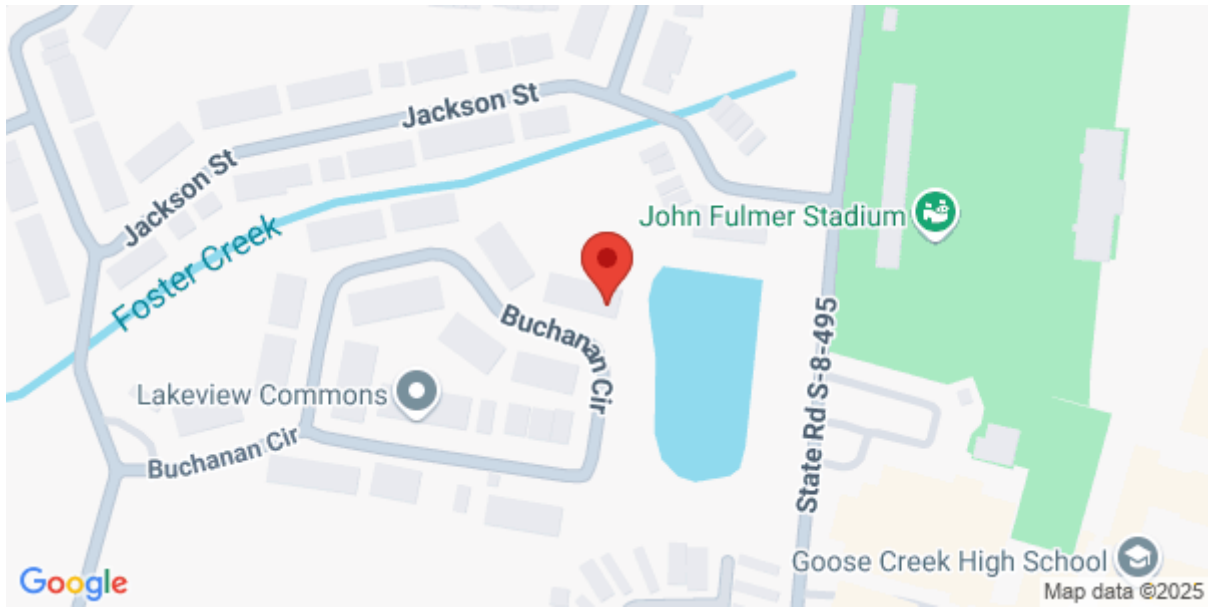 Jackson St
Jackson St
John Fulmer Stadium
Foster Creek
Buchanan Cir
State Rd S-8-495
Lakeview Commons
Buchanan Cir
Goose Creek High School
Google
Map data ©2025